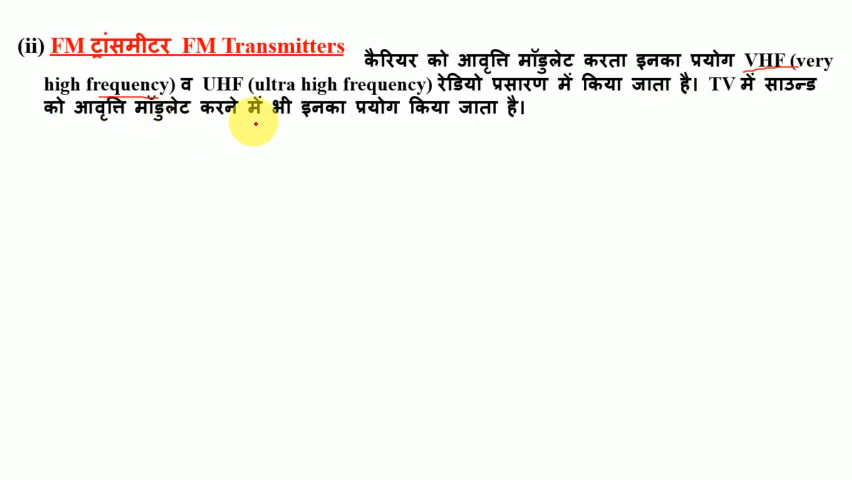 (ii) FM ट्रांसमीटर FM Transmitters कैरियर को आवृत्ति मॉडुलेट करता इनका प्रयोग VHF (very
high frequency) व UHF (ultra high frequency) रेडियो प्रसारण में किया जाता है। TV में साउन्ड
को आवृत्ति मॉडुलेट करने में भी इनका प्रयोग किया जाता है।